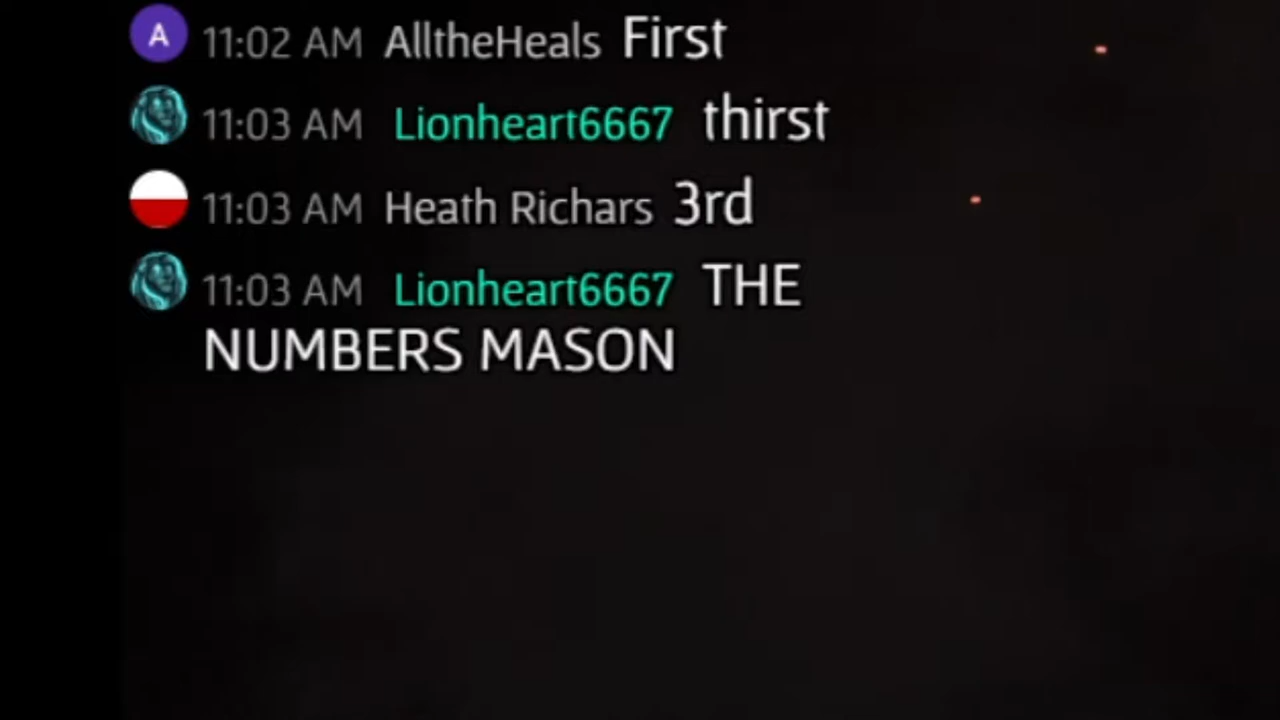 A 11:02 AM AlltheHeals First
11:03 AM Lionheart6667 thirst
11:03 AM Heath Richars 3rd
11:03 AM Lionheart6667 THE
NUMBERS MASON